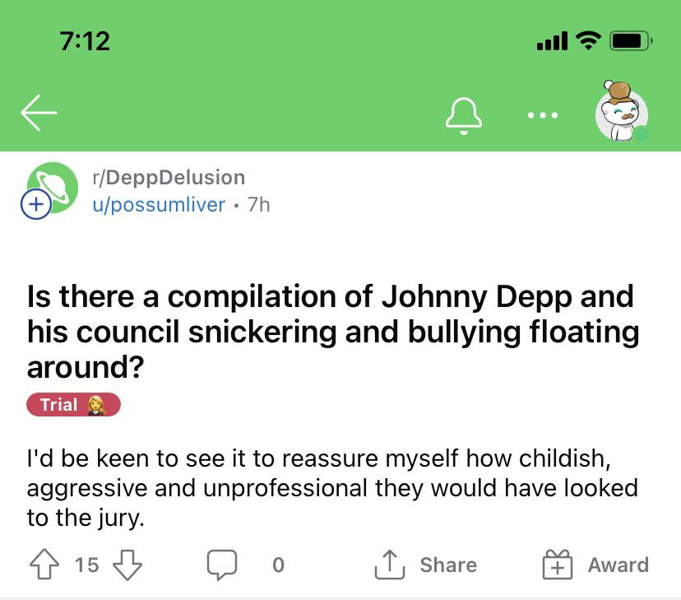 7:12
r/DeppDelusion
u/possumliver • 7h
Is there a compilation of Johnny Depp and
his council snickering and bullying floating
around?
Trial
I'd be keen to see it to reassure myself how childish,
aggressive and unprofessional they would have looked
to the jury.
15 0 Share Award